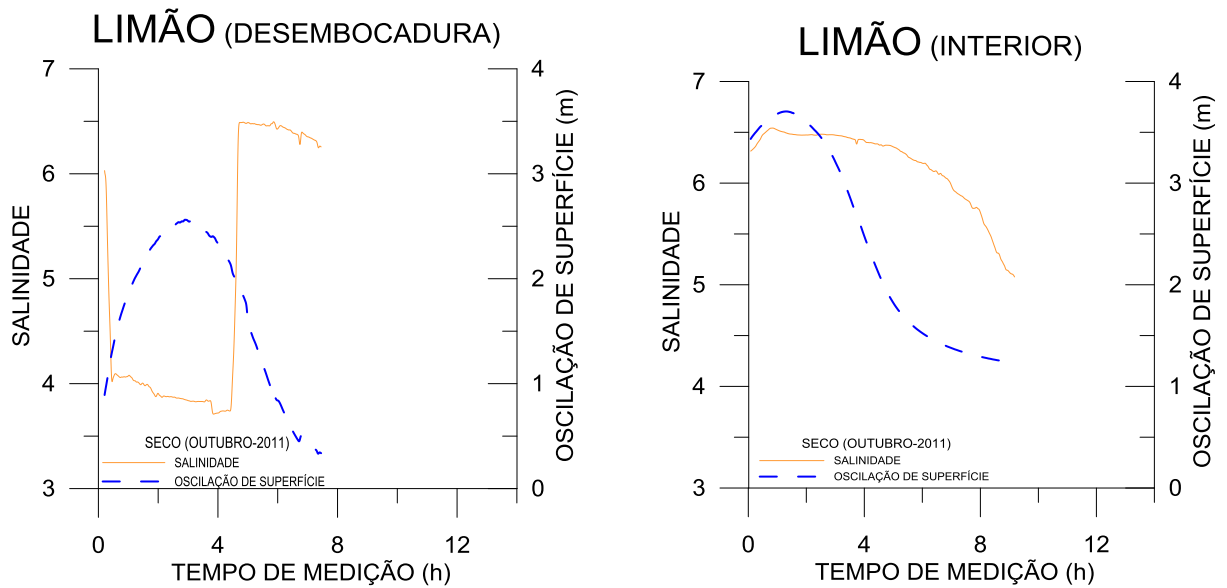 LIMÃO (DESEMBOCADURA)
7
6
5
4
3
SALINIDADE
4
3
2
1
0
OSCILAÇÃO DE SUPERFÍCIE (m)
SECO (OUTUBRO-2011)
SALINIDADE
OSCILAÇÃO DE SUPERFÍCIE
0 4 8 12
TEMPO DE MEDIÇÃO (h)
LIMÃO (INTERIOR)
7
6
5
4
3
SALINIDADE
4
3
2
1
0
OSCILAÇÃO DE SUPERFÍCIE (m)
SECO (OUTUBRO-2011)
SALINIDADE
OSCILAÇÃO DE SUPERFÍCIE
0 4 8 12
TEMPO DE MEDIÇÃO (h)